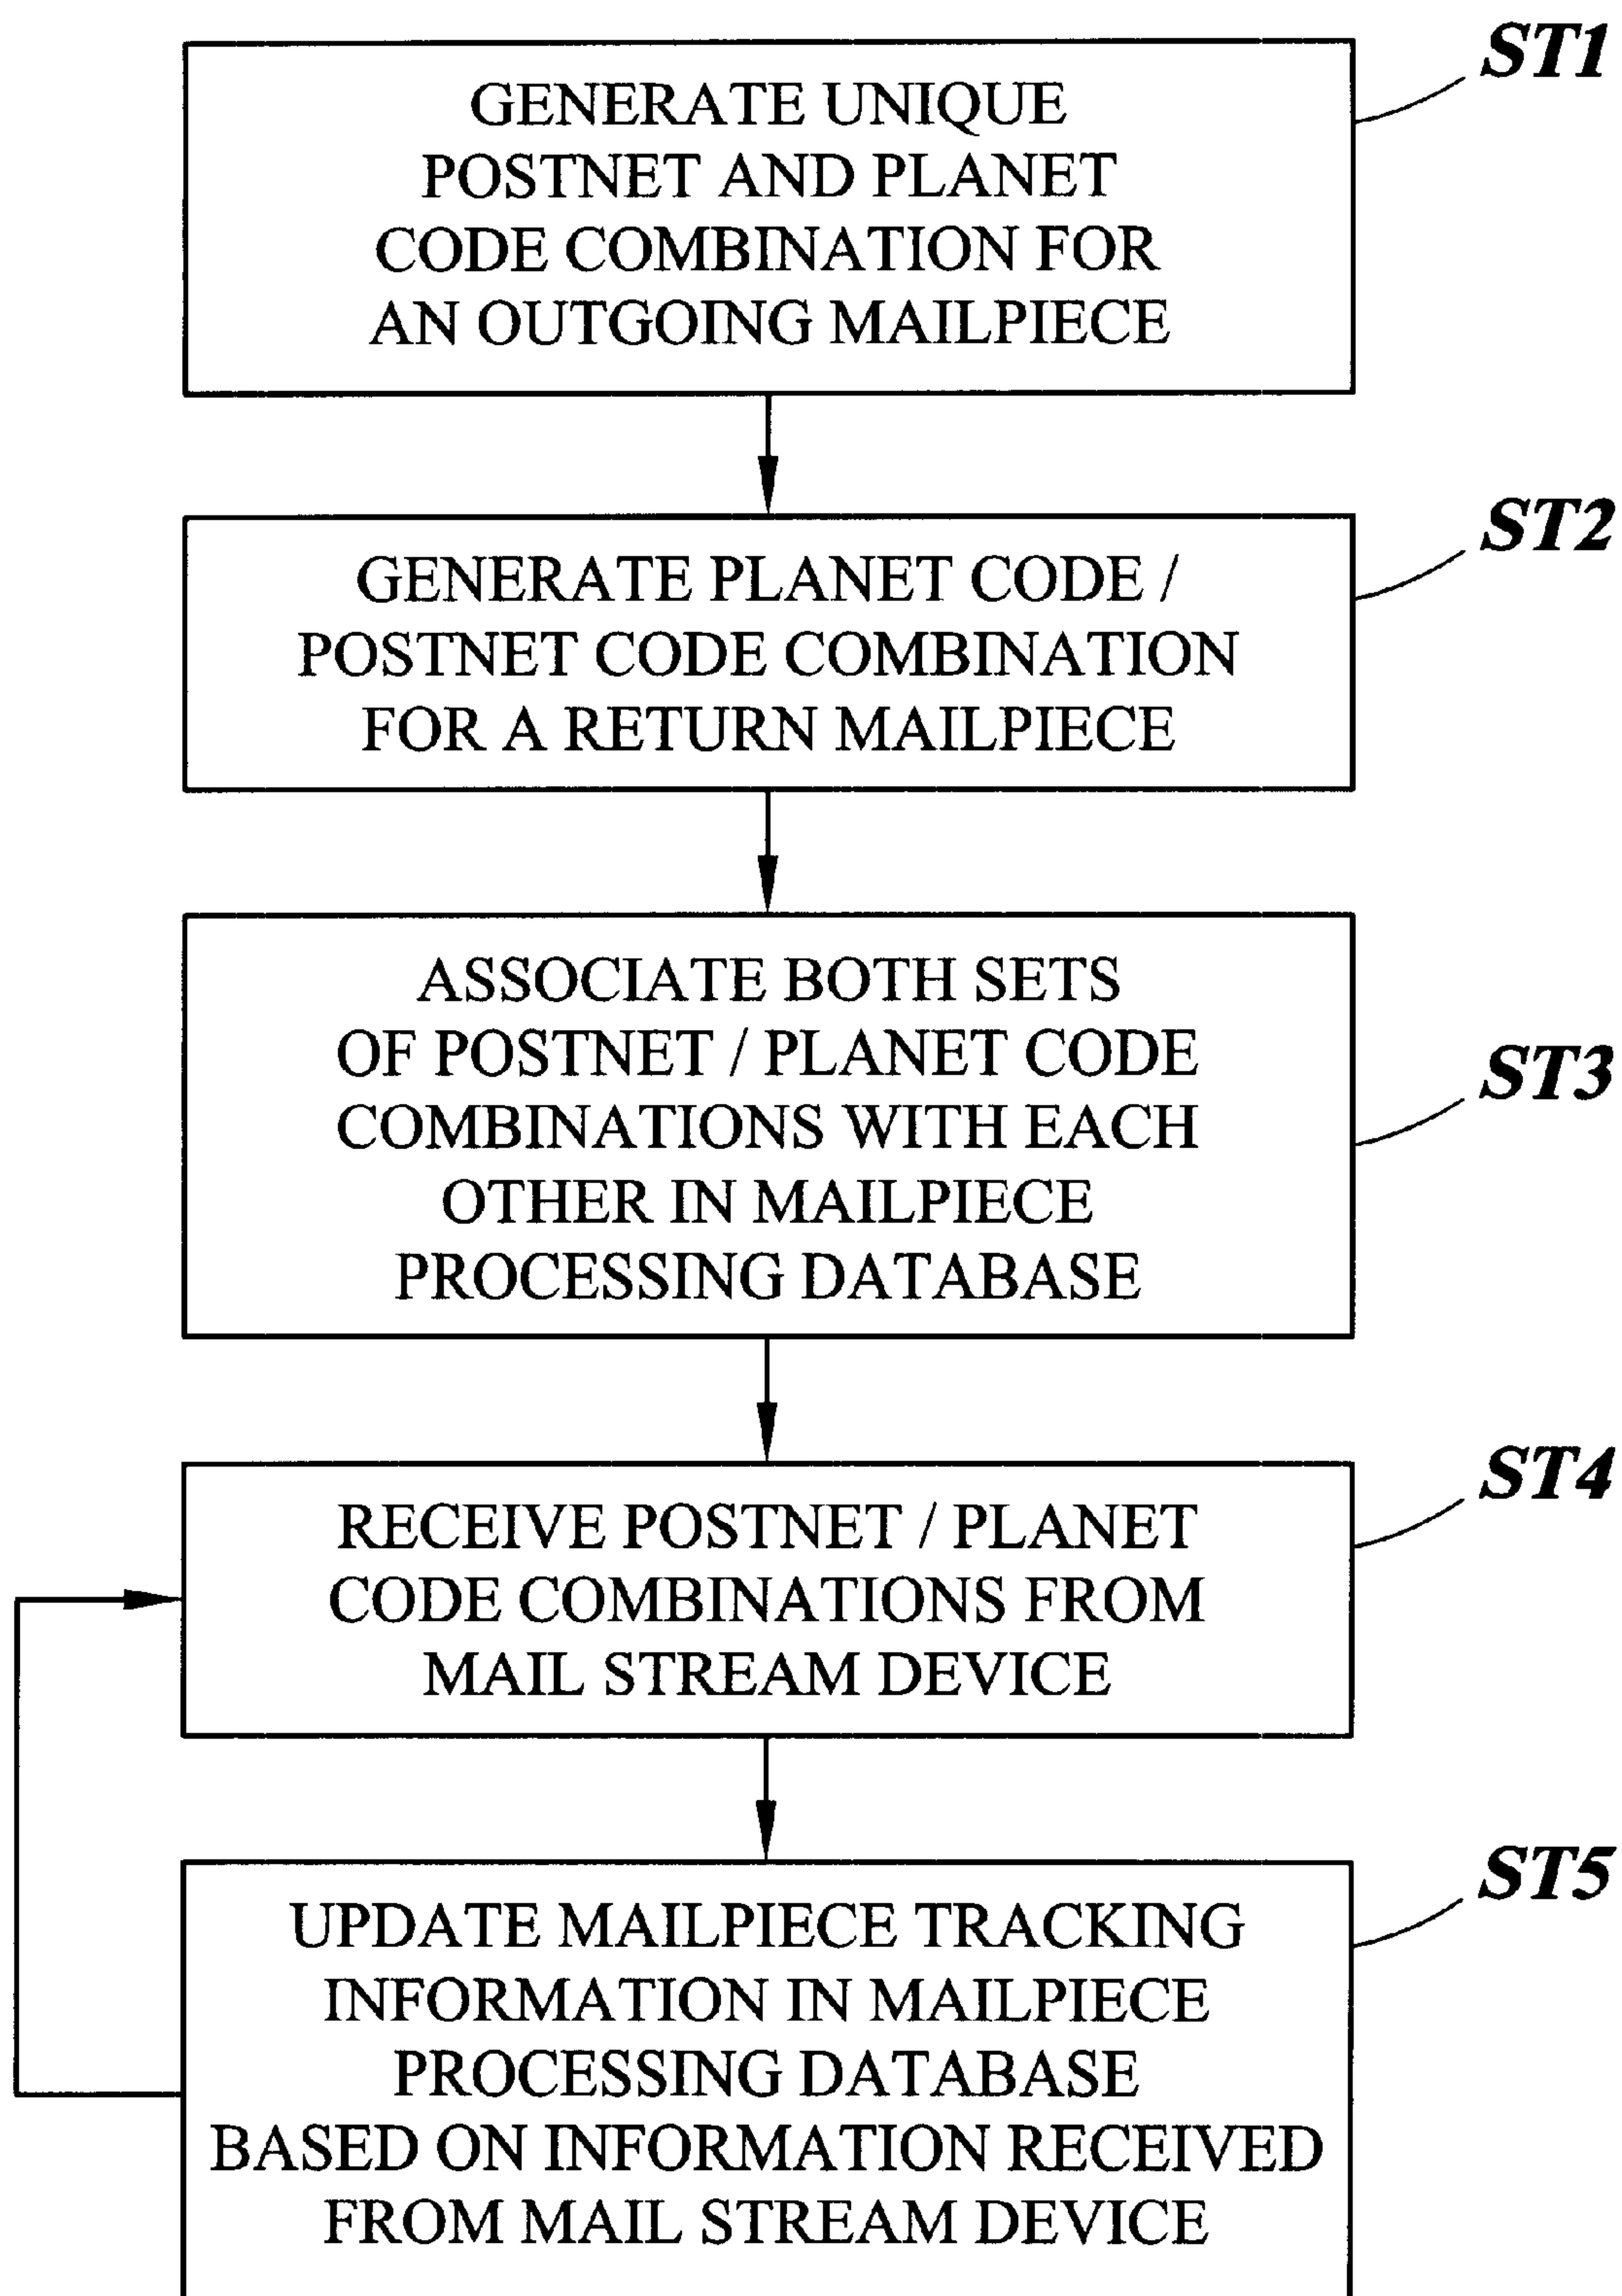 ST1
GENERATE UNIQUE
POSTNET AND PLANET
CODE COMBINATION FOR
AN OUTGOING MAILPIECE
ST2
GENERATE PLANET CODE /
POSTNET CODE COMBINATION
FOR A RETURN MAILPIECE
ST3
ASSOCIATE BOTH SETS
OF POSTNET / PLANET CODE
COMBINATIONS WITH EACH
OTHER IN MAILPIECE
PROCESSING DATABASE
ST4
RECEIVE POSTNET / PLANET
CODE COMBINATIONS FROM
MAIL STREAM DEVICE
ST5
UPDATE MAILPIECE TRACKING
INFORMATION IN MAILPIECE
PROCESSING DATABASE
BASED ON INFORMATION RECEIVED
FROM MAIL STREAM DEVICE